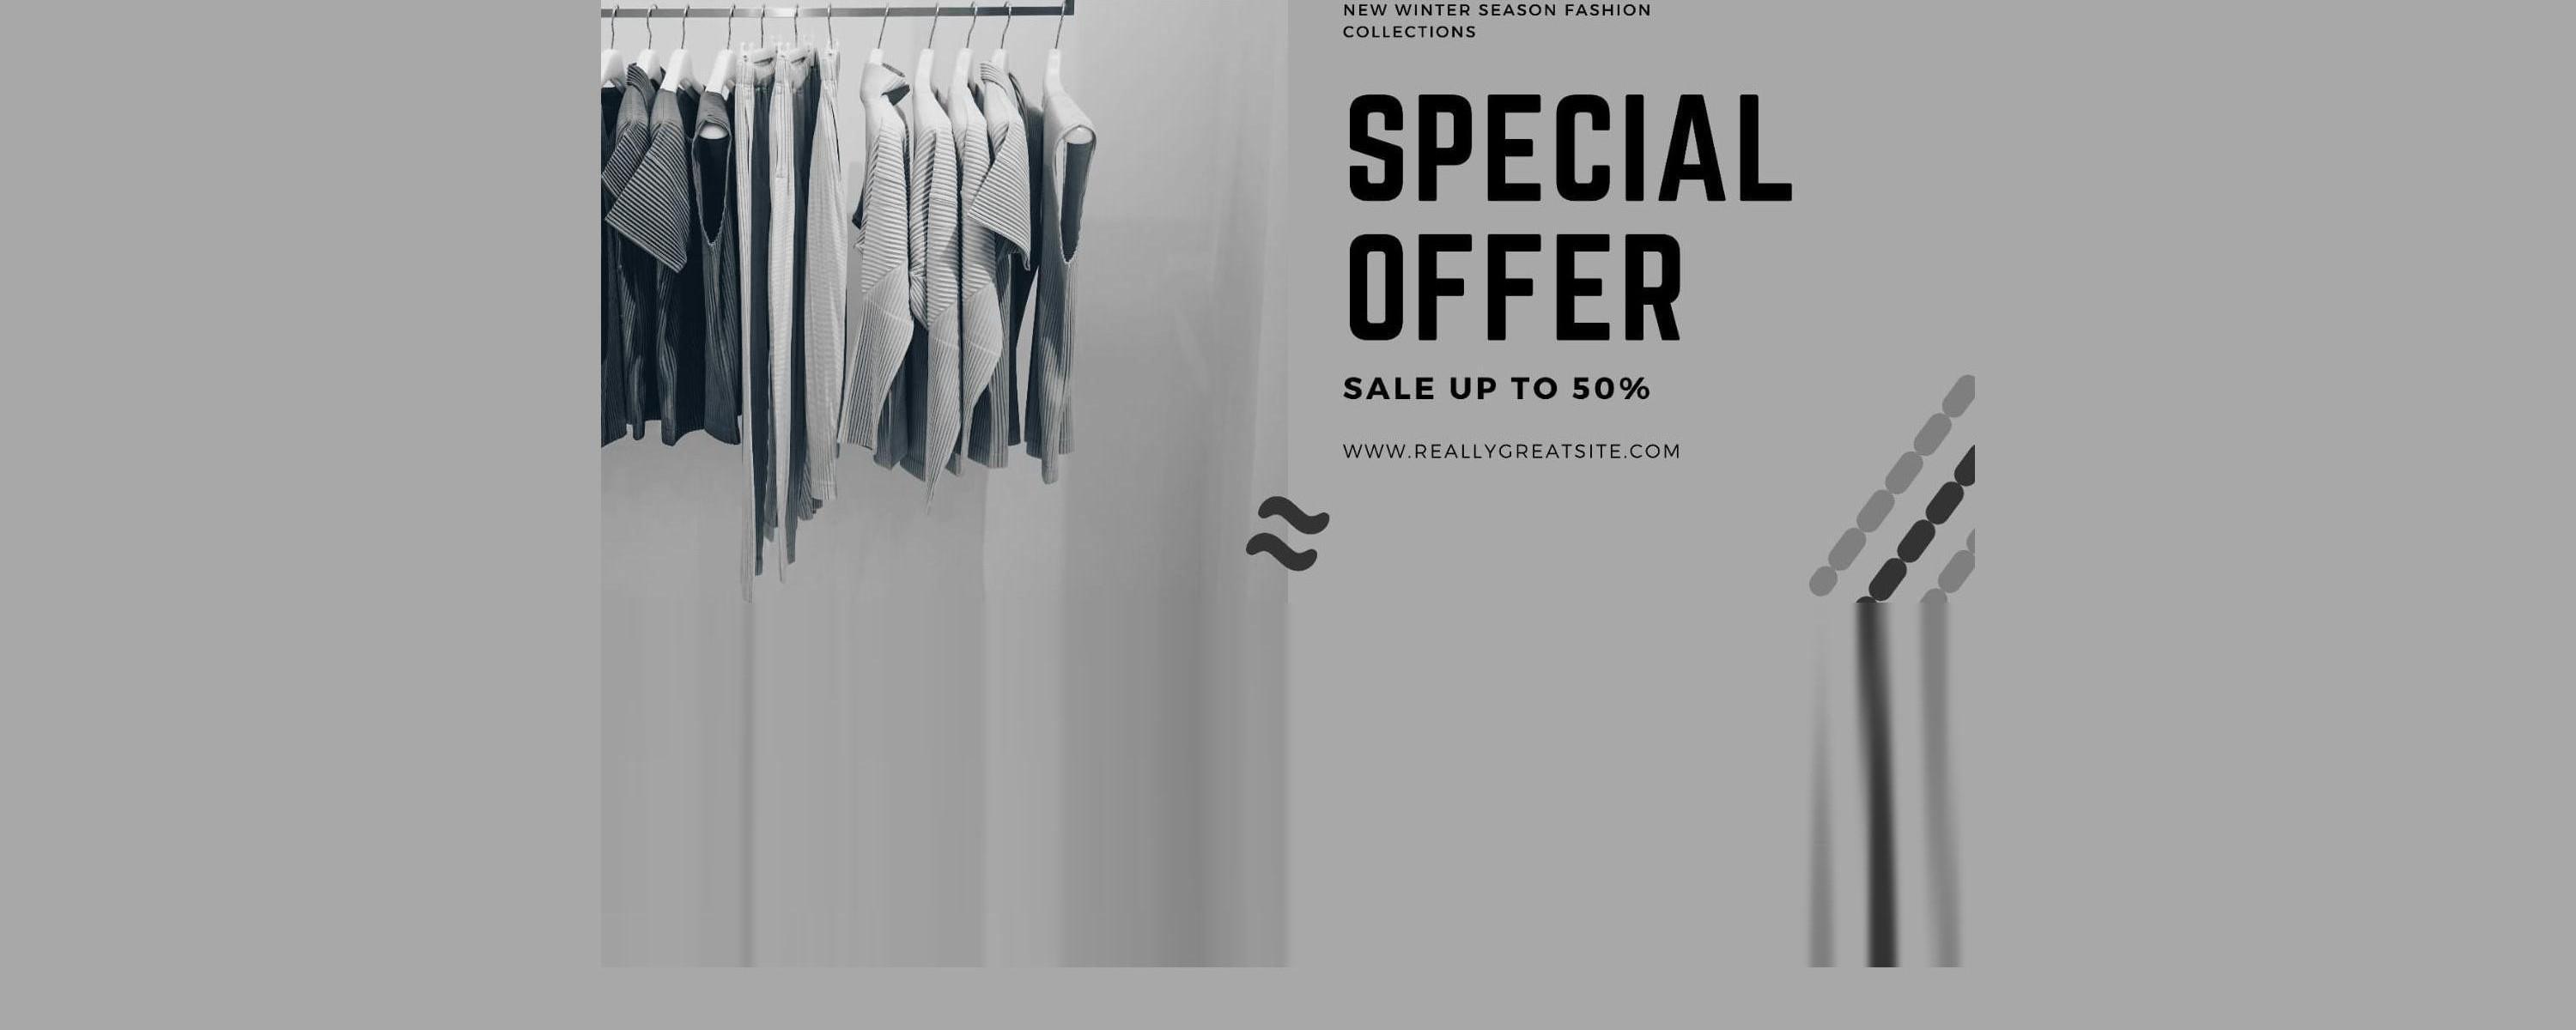 NEW WINTER SEASON FASHION
COLLECTIONS
SPECIAL
OFFER
SALE UP TO 50%
WWW.REALLYGREATSITE.COM